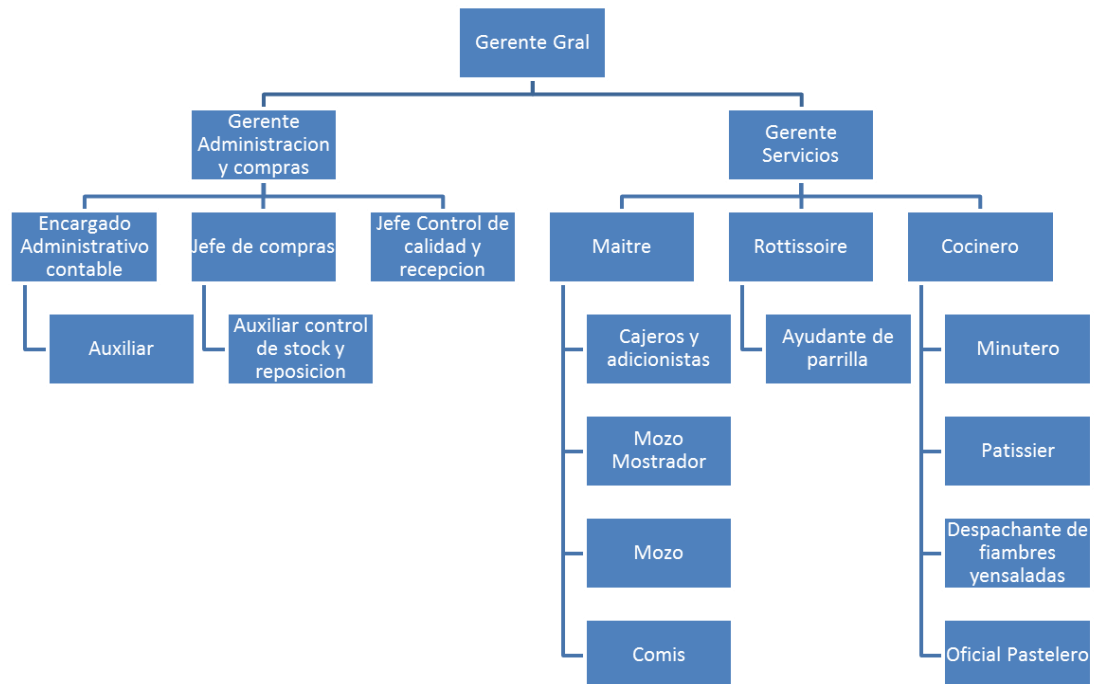 Gerente Gral
Gerente
Administracion
y compras
Gerente
Servicios
Encargado
Administrativo
contable
Jefe de compras
Jefe Control de
calidad y
recepcion
Maitre
Rottissoire
Cocinero
Auxiliar
Auxiliar control
de stock y
reposicion
Cajeros y
adicionistas
Ayudante de
parrilla
Minutero
Mozo
Mostrador
Patissier
Mozo
Despachante de
fiambres
yensaladas
Comis
Oficial Pastelero